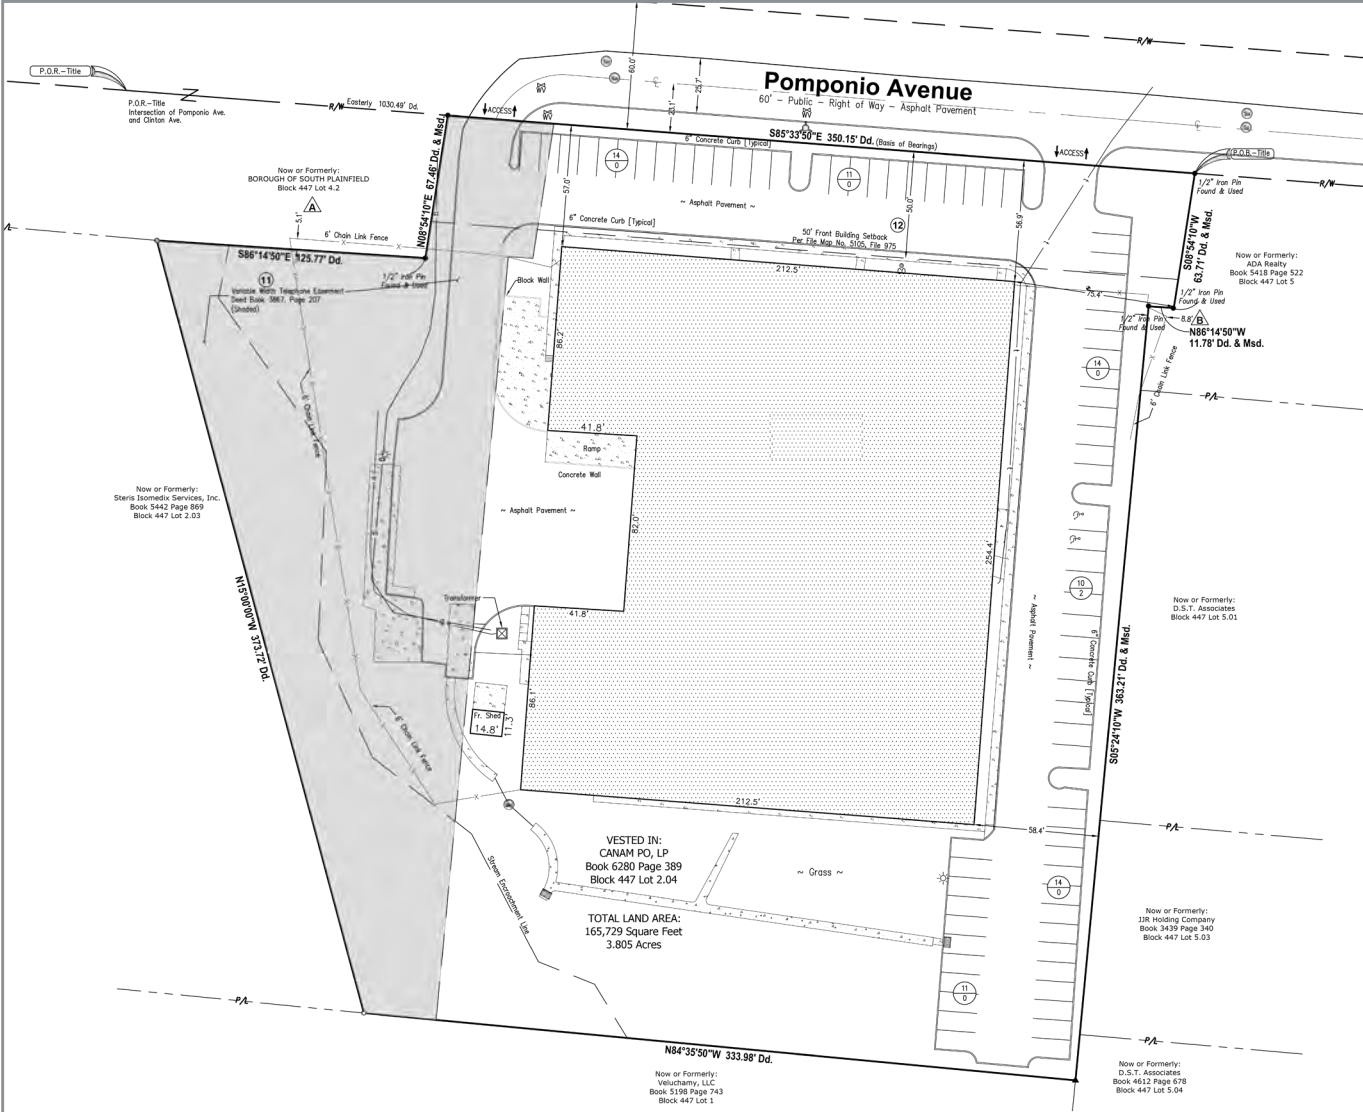 R/W
P.O.R.-Title
P.O.R.-Title
Intersection of Pomponio Ave.
and Clinton Ave.
R/W
Easterly 1030.49' Dd.
ACCESS
60.0'
25.7'
23.1'
Pomponio Avenue
60' - Public - Right of Way - Asphalt Pavement
S85°33'50"E 350.15' Dd. (Basis of Bearings)
6" Concrete Curb [Typical]
ACCESS
P.O.B.-Title
R/W
1/2" Iron Pin
Found & Used
Now or Formerly:
BOROUGH OF SOUTH PLAINFIELD
Block 447 Lot 4.2
A
5.1'
6' Chain Link Fence
N08°54'10"E 67.46' Dd. & Msd.
14
0
11
0
57.0'
50.0'
56.9'
~ Asphalt Pavement ~
6" Concrete Curb [Typical]
12
50' Front Building Setback
Per File Map No. 5105, File 975
S08°54'10"W
63.71' Dd. & Msd.
Now or Formerly:
ADA Realty
Book 5418 Page 522
Block 447 Lot 5
S86°14'50"E 125.77' Dd.
11
Variable Width Telephone Easement
Deed Book 3867, Page 207
(Shaded)
1/2" Iron Pin
Found & Used
Block Wall
212.5'
75.4'
1/2" Iron Pin
Found & Used
1/2" Iron Pin
Found & Used
8.8'
B
N86°14'50"W
11.78' Dd. & Msd.
86.2'
6' Chain Link Fence
14
0
P/L
6' Chain Link Fence
41.8'
Ramp
Concrete Wall
~ Asphalt Pavement ~
82.0'
254.4'
Now or Formerly:
Steris Isomedix Services, Inc.
Book 5442 Page 869
Block 447 Lot 2.03
N15°00'00"W 373.72' Dd.
Transformer
41.8'
10
2
~ Asphalt Pavement ~
6" Concrete Curb [Typical]
S05°24'10"W 363.21' Dd. & Msd.
Now or Formerly:
D.S.T. Associates
Block 447 Lot 5.01
86.1'
Fr. Shed
14.8'
11.3'
6' Chain Link Fence
212.5'
58.4'
P/L
VESTED IN:
CANAM PO, LP
Book 6280 Page 389
Block 447 Lot 2.04
~ Grass ~
Stream Encroachment Line
14
0
TOTAL LAND AREA:
165,729 Square Feet
3.805 Acres
Now or Formerly:
JJR Holding Company
Book 3439 Page 340
Block 447 Lot 5.03
11
0
P/L
P/L
N84°35'50"W 333.98' Dd.
Now or Formerly:
Veluchamy, LLC
Book 5198 Page 743
Block 447 Lot 1
Now or Formerly:
D.S.T. Associates
Book 4612 Page 678
Block 447 Lot 5.04